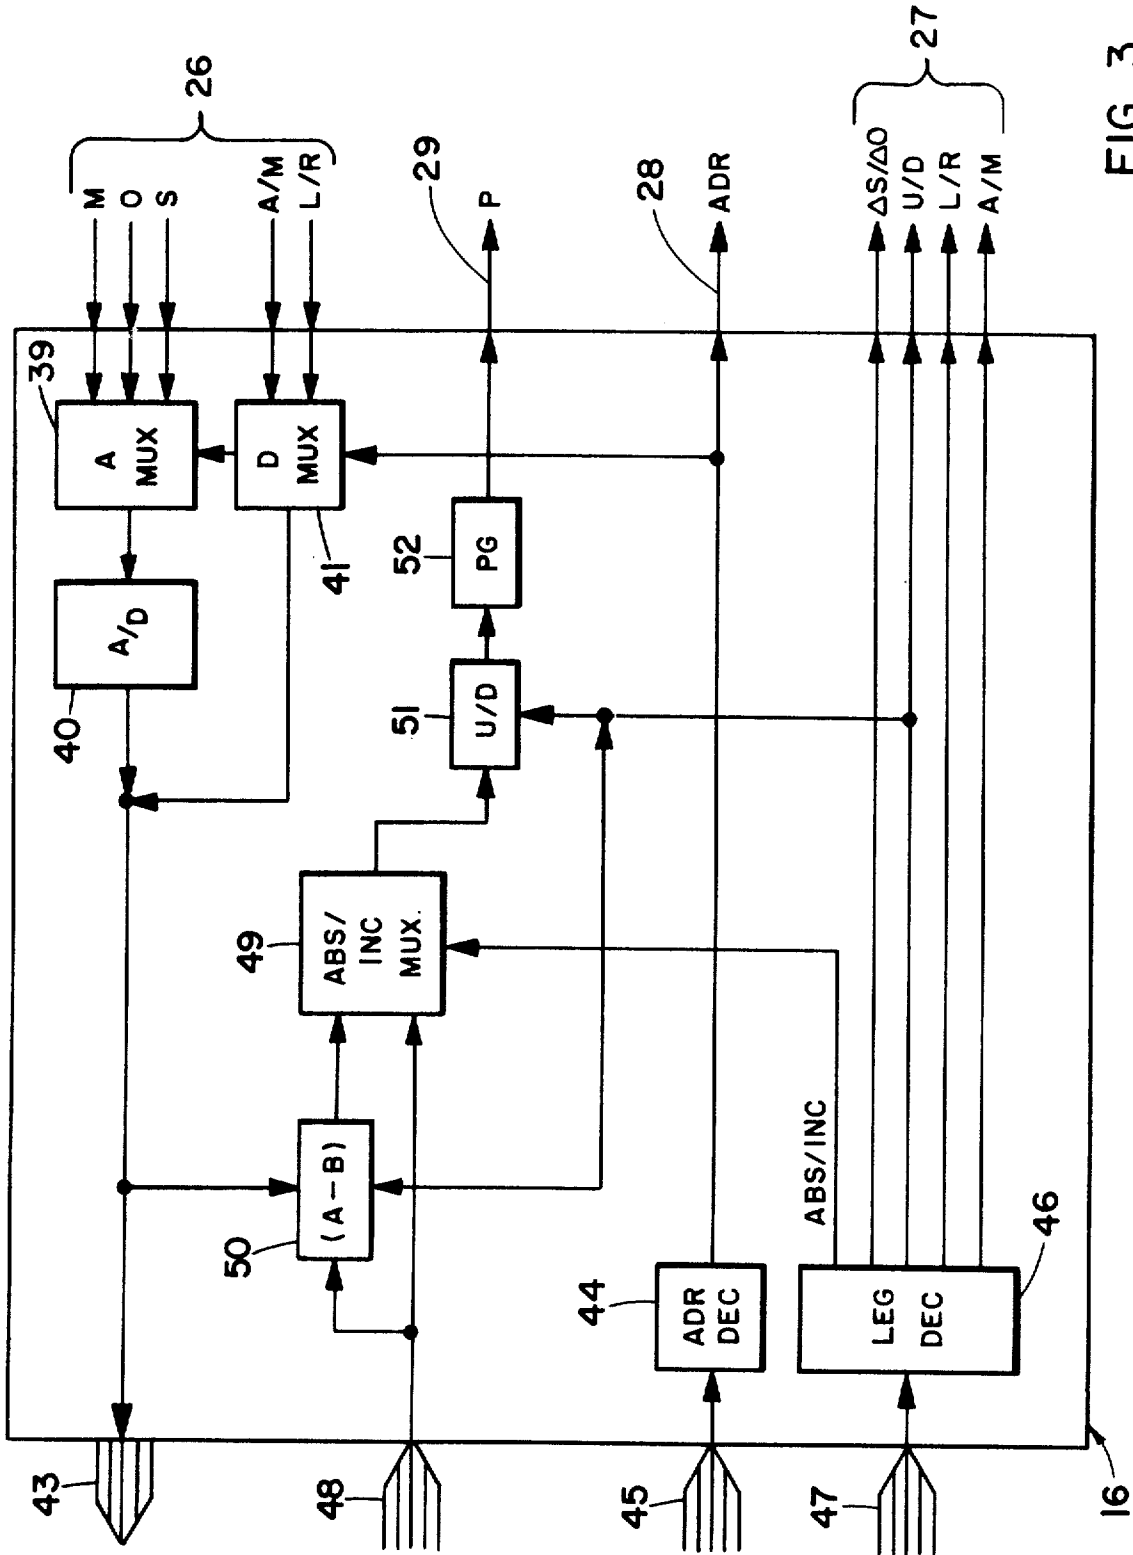 43
48
45
47
16
50
(A-B)
44
ADR
DEC
46
LEG
DEC
ABS/INC
49
ABS/
INC
MUX.
40
A/D
51
U/D
52
PG
39
A
MUX
41
D
MUX
M
O
S
A/M
L/R
26
29
P
28
ADR
ΔS/ΔO
U/D
L/R
A/M
27
FIG. 3